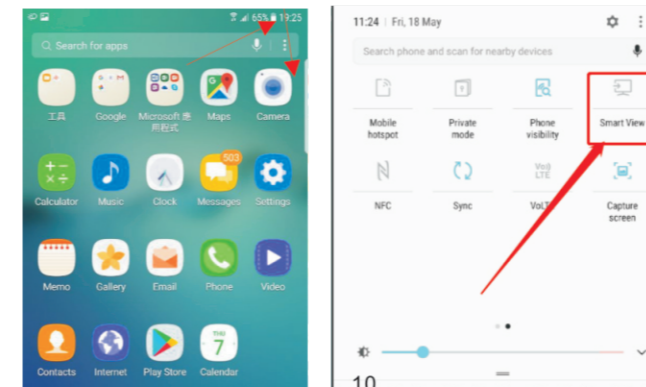 65% 19:25
Search for apps
工具
Google
Microsoft 應
用程式
Maps
Camera
503
Calculator
Music
Clock
Messages
Settings
Memo
Gallery
Email
Phone
Video
THU
7
Contacts
Internet
Play Store
Calendar
11:24 | Fri, 18 May
Search phone and scan for nearby devices
Mobile
hotspot
Private
mode
Phone
visibility
Smart View
Vo))
LTE
NFC
Sync
VoLT
Capture
screen
10